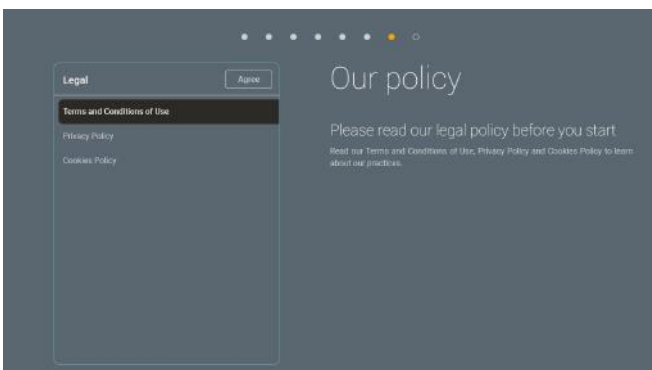 Legal
Agree
Terms and Conditions of Use
Privacy Policy
Cookies Policy
Our policy
Please read our legal policy before you start
Read our Terms and Conditions of Use, Privacy Policy and Cookies Policy to learn
about our practices.